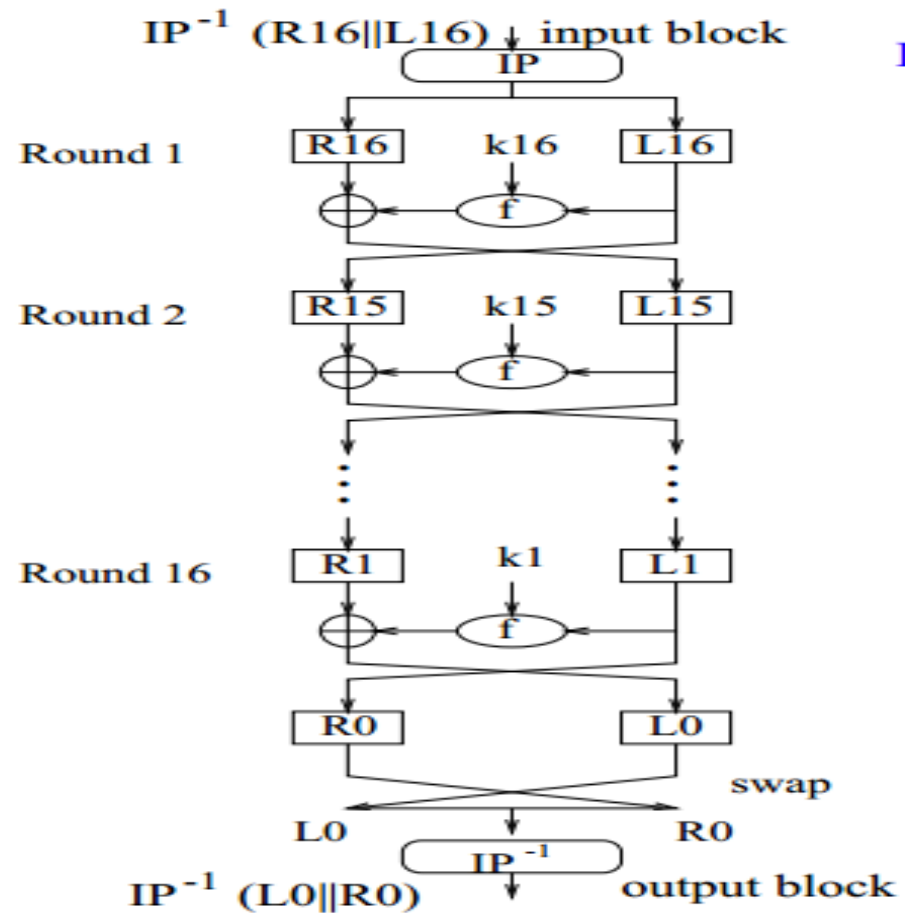 IP⁻¹ (R16||L16) input block
IP
Round 1 R16 k16 L16
f
Round 2 R15 k15 L15
f
Round 16 R1 k1 L1
f
R0 L0
swap
L0 R0
IP⁻¹
IP⁻¹ (L0||R0) output block